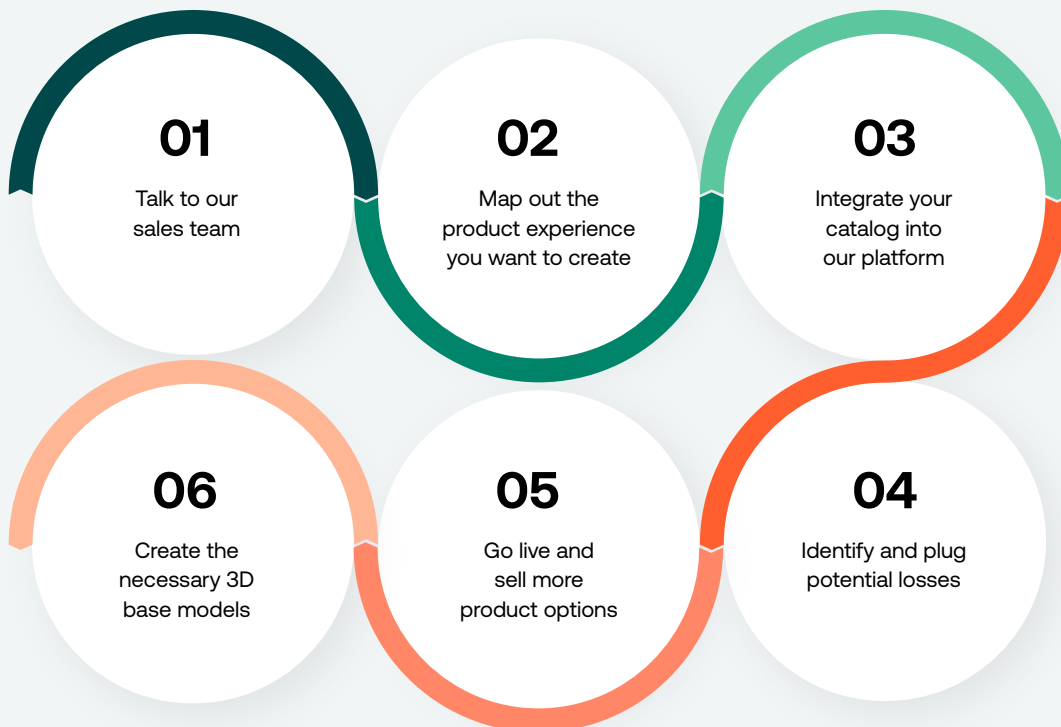 01
Talk to our
sales team
02
Map out the
product experience
you want to create
03
Integrate your
catalog into
our platform
04
Identify and plug
potential losses
05
Go live and
sell more
product options
06
Create the
necessary 3D
base models